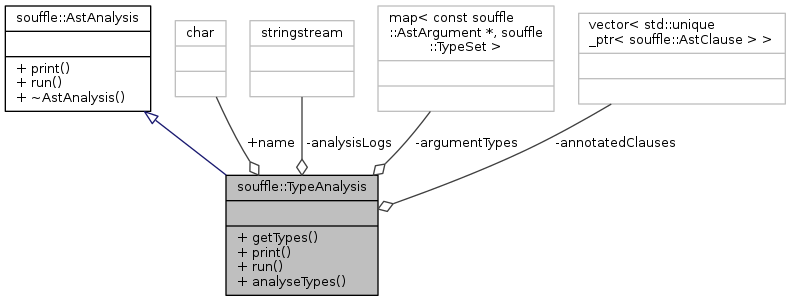 souffle::AstAnalysis
+ print()
+ run()
+ ~AstAnalysis()
char
stringstream
map< const souffle
::AstArgument *, souffle
::TypeSet >
vector< std::unique
_ptr< souffle::AstClause > >
+name
-analysisLogs
-argumentTypes
-annotatedClauses
souffle::TypeAnalysis
+ getTypes()
+ print()
+ run()
+ analyseTypes()